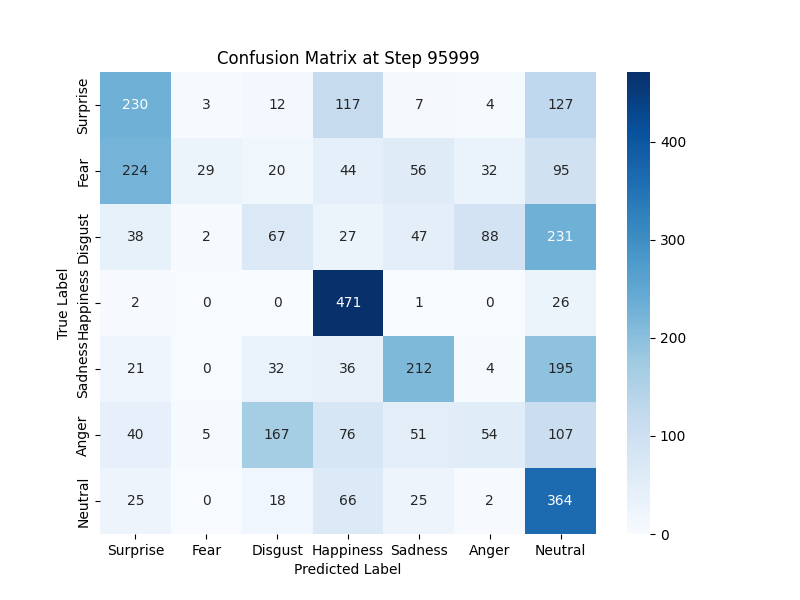 Confusion Matrix at Step 95999
True Label
Surprise 230 3 12 117 7 4 127
Fear 224 29 20 44 56 32 95
Disgust 38 2 67 27 47 88 231
Happiness 2 0 0 471 1 0 26
Sadness 21 0 32 36 212 4 195
Anger 40 5 167 76 51 54 107
Neutral 25 0 18 66 25 2 364
Surprise Fear Disgust Happiness Sadness Anger Neutral
Predicted Label
400
300
200
100
0